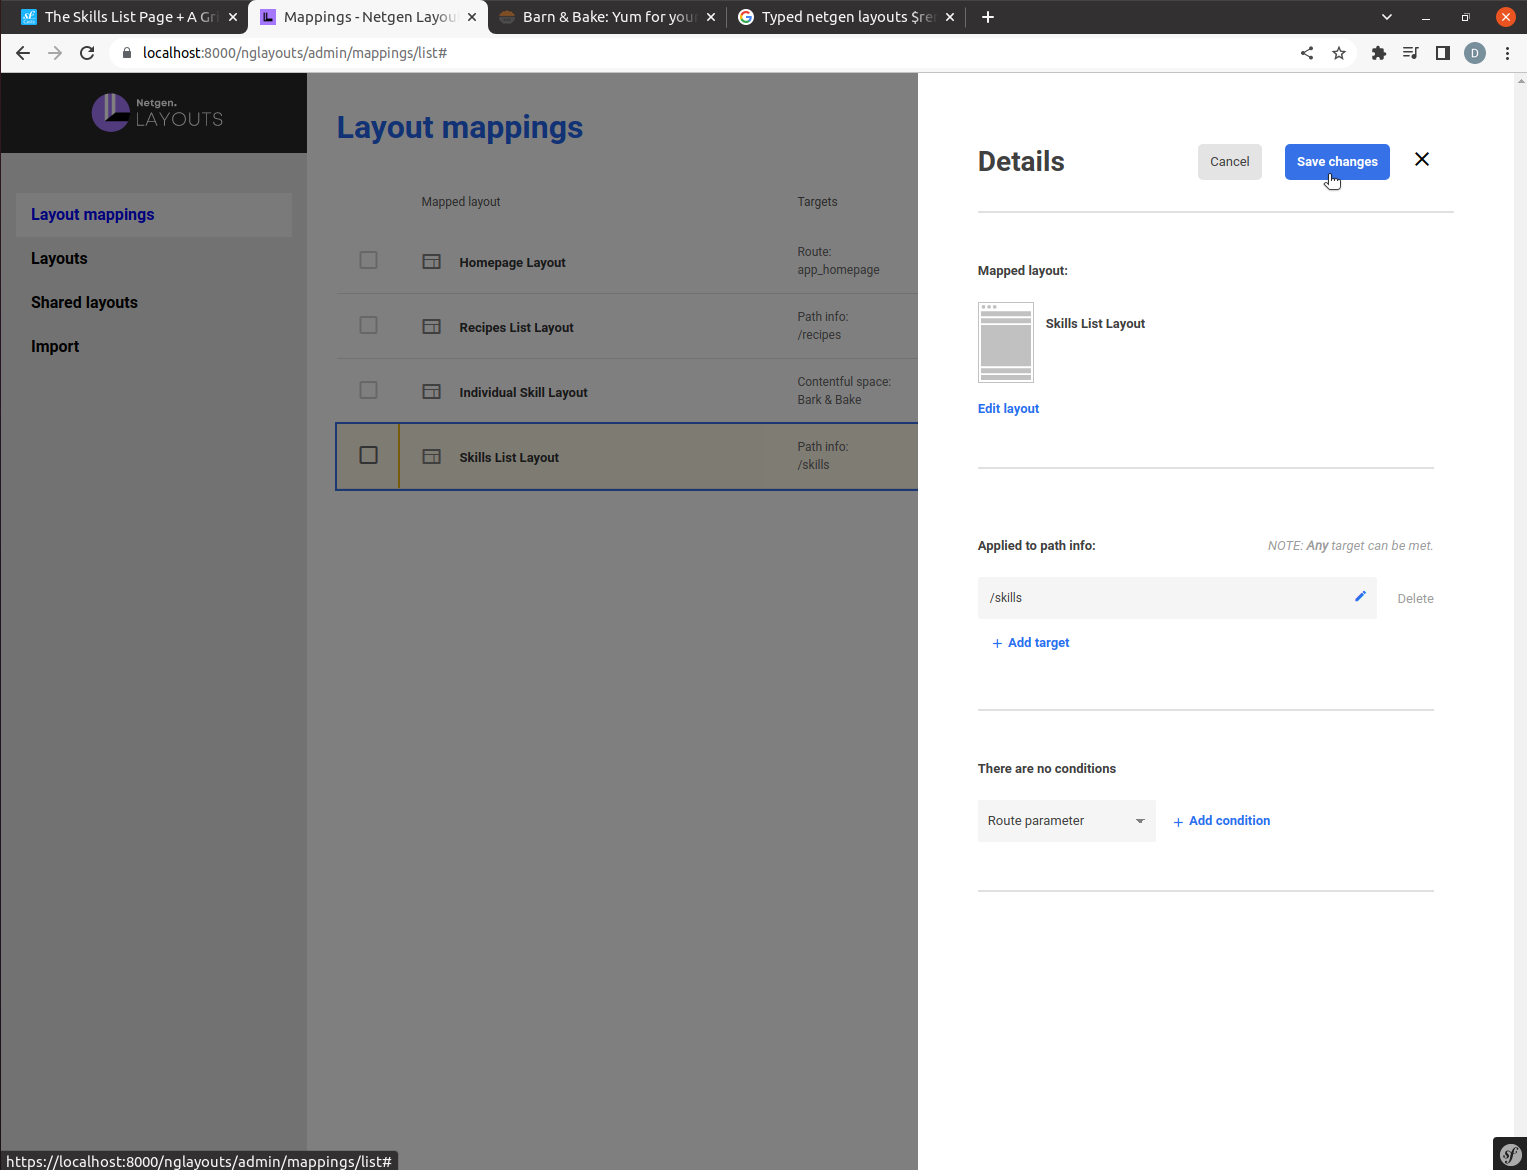 The Skills List Page + A Gri
Mappings - Netgen Layou
Barn & Bake: Yum for your
Typed netgen layouts $re
localhost:8000/nglayouts/admin/mappings/list#
D
Netgen.
LAYOUTS
Layout mappings
Layouts
Shared layouts
Import
Layout mappings
Mapped layout
Targets
Homepage Layout
Route:
app_homepage
Recipes List Layout
Path info:
/recipes
Individual Skill Layout
Contentful space:
Bark & Bake
Skills List Layout
Path info:
/skills
Details
Cancel
Save changes
Mapped layout:
Skills List Layout
Edit layout
Applied to path info:
NOTE: Any target can be met.
/skills
Delete
+ Add target
There are no conditions
Route parameter
+ Add condition
https://localhost:8000/nglayouts/admin/mappings/list#
sf